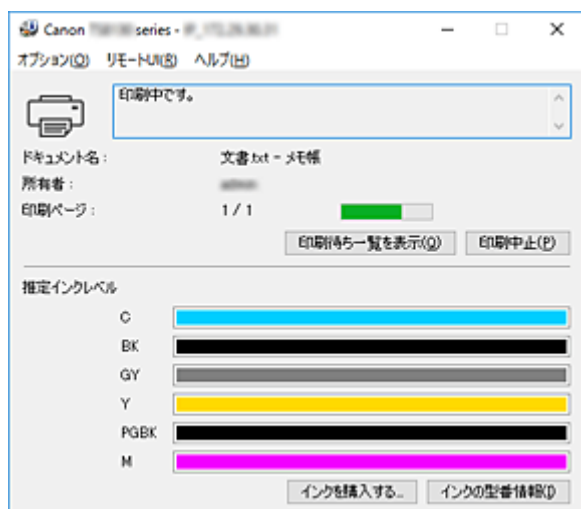 Canon series -
オプション(O) リモートUI(R) ヘルプ(H)
印刷中です。
ドキュメント名 : 文書.txt - メモ帳
所有者 :
印刷ページ : 1 / 1
印刷待ち一覧を表示(Q) 印刷中止(P)
推定インクレベル
C
BK
GY
Y
PGBK
M
インクを購入する... インクの型番情報(I)